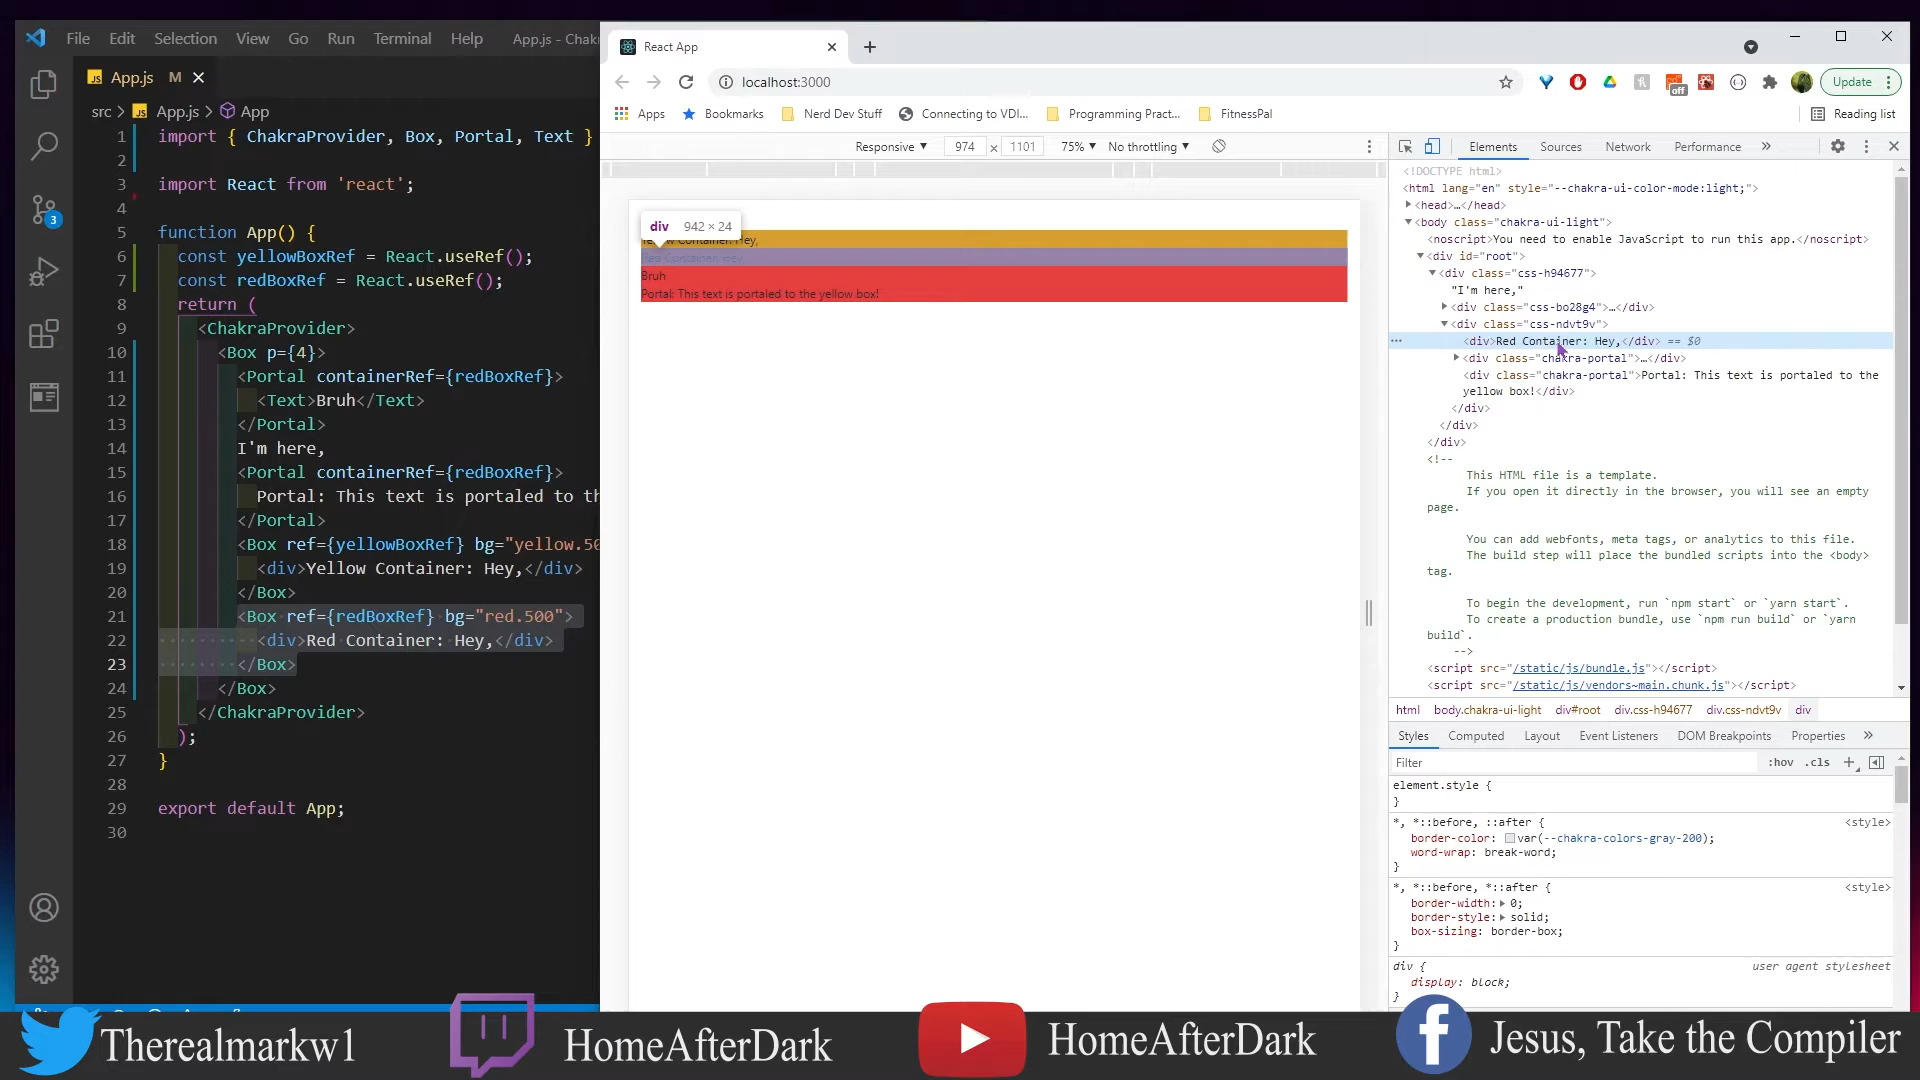 File Edit Selection View Go Run Terminal Help App.js - Chak
App.js M
src > App.js > App
1 import { ChakraProvider, Box, Portal, Text }
2
3 import React from 'react';
4
5 function App() {
6 const yellowBoxRef = React.useRef();
7 const redBoxRef = React.useRef();
8 return (
9 <ChakraProvider>
10 <Box p={4}>
11 <Portal containerRef={redBoxRef}>
12 <Text>Bruh</Text>
13 </Portal>
14 I'm here,
15 <Portal containerRef={redBoxRef}>
16 Portal: This text is portaled to th
17 </Portal>
18 <Box ref={yellowBoxRef} bg="yellow.50
19 <div>Yellow Container: Hey,</div>
20 </Box>
21 <Box ref={redBoxRef} bg="red.500">
22 <div>Red Container: Hey,</div>
23 </Box>
24 </Box>
25 </ChakraProvider>
26 );
27 }
28
29 export default App;
30
3
React App
localhost:3000
off
Update
Apps Bookmarks Nerd Dev Stuff Connecting to VDI... Programming Pract... FitnessPal Reading list
Responsive 974 × 1101 75% No throttling
div 942 × 24
Yellow Container: Hey,
Red Container: Hey,
Bruh
Portal: This text is portaled to the yellow box!
Elements Sources Network Performance »
<!DOCTYPE html>
<html lang="en" style="--chakra-ui-color-mode:light;">
<head>…</head>
<body class="chakra-ui-light">
<noscript>You need to enable JavaScript to run this app.</noscript>
<div id="root">
<div class="css-h94677">
"I'm here,"
<div class="css-bo28g4">…</div>
<div class="css-ndvt9v">
<div>Red Container: Hey,</div> == $0
<div class="chakra-portal">…</div>
<div class="chakra-portal">Portal: This text is portaled to the
yellow box!</div>
</div>
</div>
</div>
<!--
This HTML file is a template.
If you open it directly in the browser, you will see an empty
page.
You can add webfonts, meta tags, or analytics to this file.
The build step will place the bundled scripts into the <body>
tag.
To begin the development, run `npm start` or `yarn start`.
To create a production bundle, use `npm run build` or `yarn
build`.
-->
<script src="/static/js/bundle.js"></script>
<script src="/static/js/vendors~main.chunk.js"></script>
html body.chakra-ui-light div#root div.css-h94677 div.css-ndvt9v div
Styles Computed Layout Event Listeners DOM Breakpoints Properties »
Filter :hov .cls +
element.style {
}
*, *::before, ::after { <style>
border-color: var(--chakra-colors-gray-200);
word-wrap: break-word;
}
*, *::before, *::after { <style>
border-width: 0;
border-style: solid;
box-sizing: border-box;
}
div { user agent stylesheet
display: block;
}
Therealmarkw1 HomeAfterDark HomeAfterDark Jesus, Take the Compiler